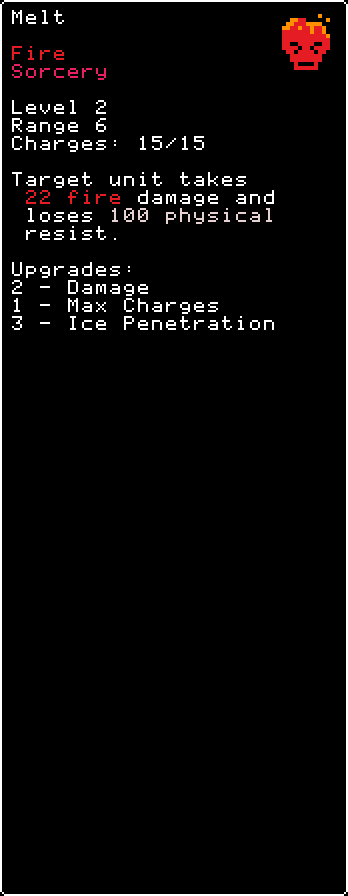 Melt
Fire
Sorcery
Level 2
Range 6
Charges: 15/15
Target unit takes
22 fire damage and
loses 100 physical
resist.
Upgrades:
2 - Damage
1 - Max Charges
3 - Ice Penetration